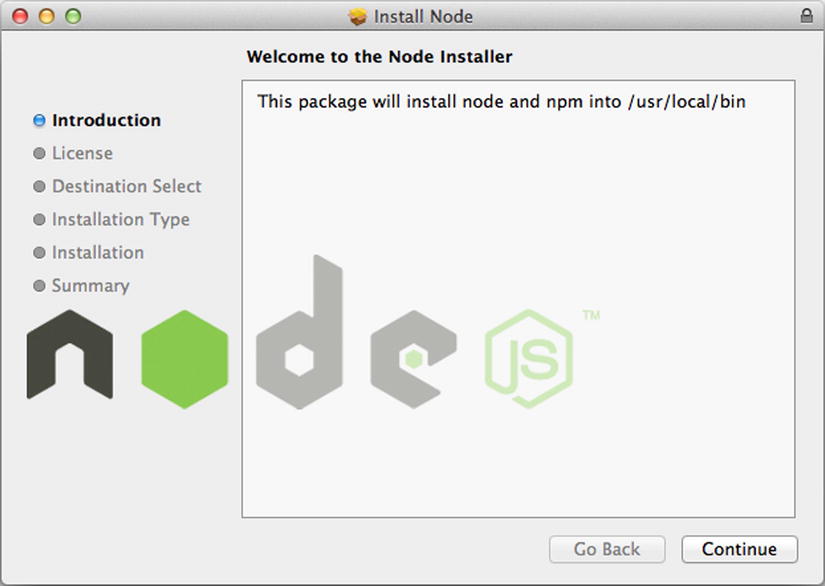 Install Node
Welcome to the Node Installer
This package will install node and npm into /usr/local/bin
Introduction
License
Destination Select
Installation Type
Installation
Summary
node JS TM
Go Back
Continue